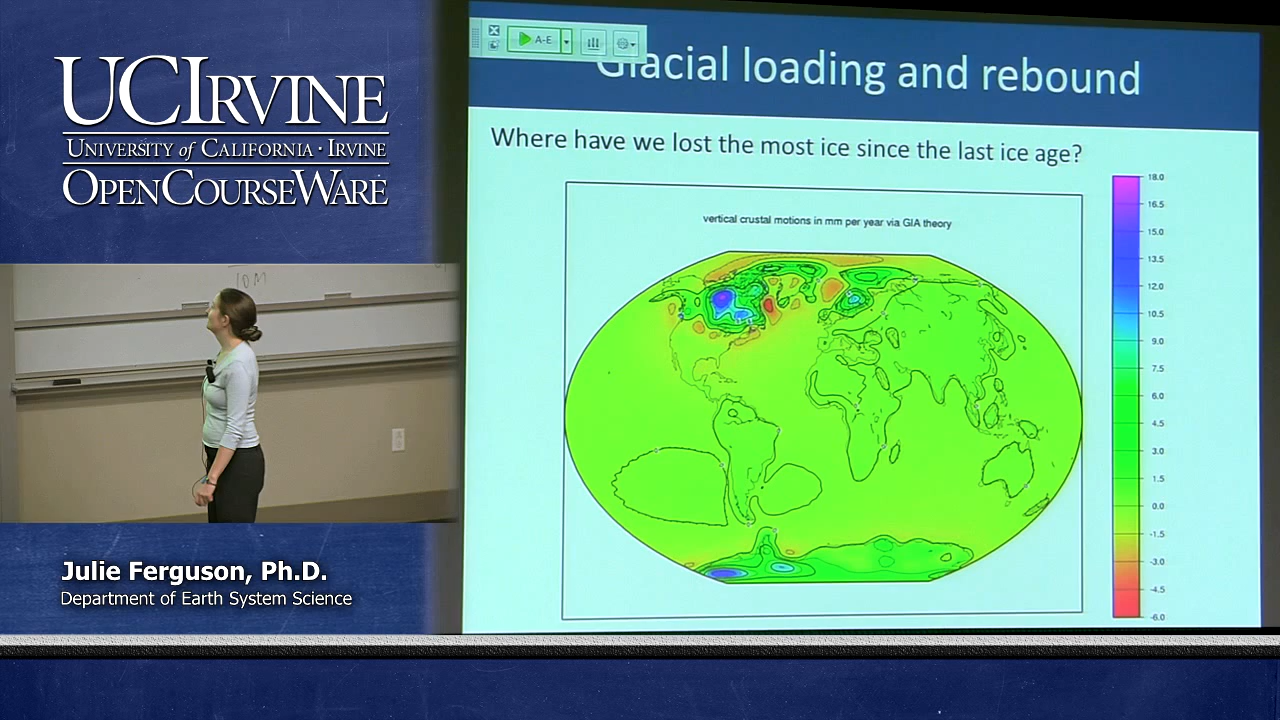 UCIRVINE
UNIVERSITY of CALIFORNIA · IRVINE
OPENCOURSEWARE
10M
Julie Ferguson, Ph.D.
Department of Earth System Science
A-E
Glacial loading and rebound
Where have we lost the most ice since the last ice age?
vertical crustal motions in mm per year via GIA theory
18.0
16.5
15.0
13.5
12.0
10.5
9.0
7.5
6.0
4.5
3.0
1.5
0.0
-1.5
-3.0
-4.5
-6.0